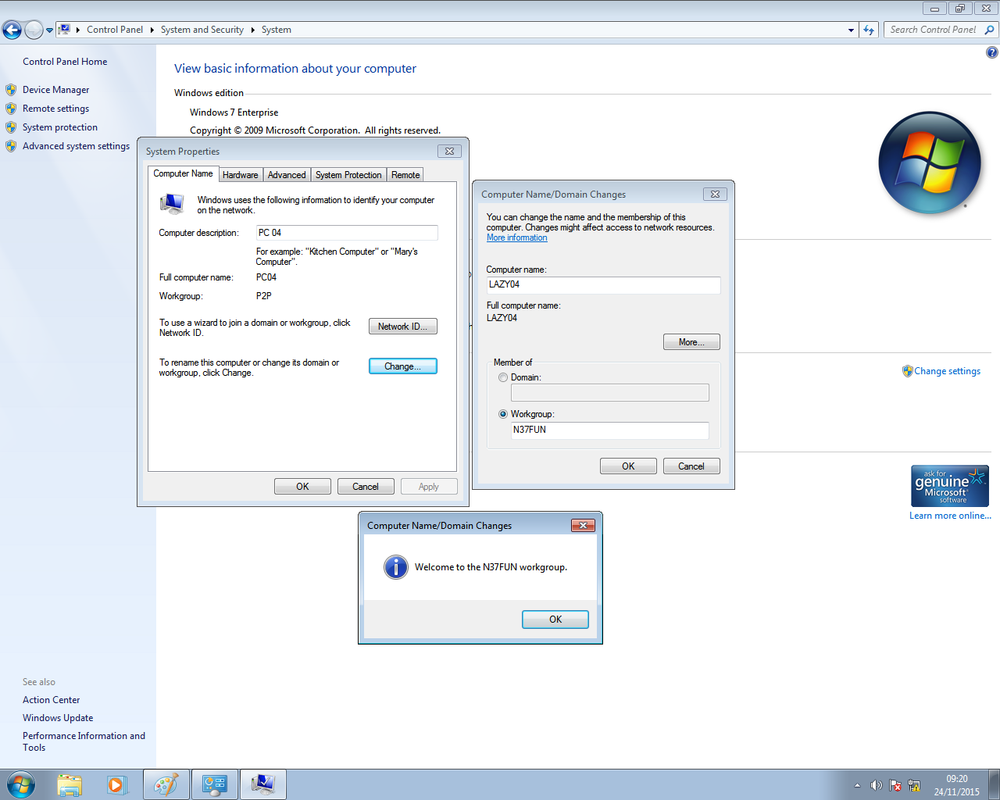 Control Panel
System and Security
System
Search Control Panel
Control Panel Home
Device Manager
Remote settings
System protection
Advanced system settings
View basic information about your computer
Windows edition
Windows 7 Enterprise
Copyright © 2009 Microsoft Corporation. All rights reserved.
System Properties
Computer Name
Hardware
Advanced
System Protection
Remote
Windows uses the following information to identify your computer
on the network.
Computer description:
PC 04
For example: "Kitchen Computer" or "Mary's
Computer".
Full computer name:
PC04
Workgroup:
P2P
To use a wizard to join a domain or workgroup, click
Network ID.
Network ID...
To rename this computer or change its domain or
workgroup, click Change.
Change...
OK
Cancel
Apply
Computer Name/Domain Changes
You can change the name and the membership of this
computer. Changes might affect access to network resources.
More information
Computer name:
LAZY04
Full computer name:
LAZY04
More...
Member of
Domain:
Workgroup:
N37FUN
OK
Cancel
Change settings
ask for
genuine
Microsoft
software
Learn more online...
Computer Name/Domain Changes
Welcome to the N37FUN workgroup.
OK
See also
Action Center
Windows Update
Performance Information and
Tools
09:20
24/11/2015